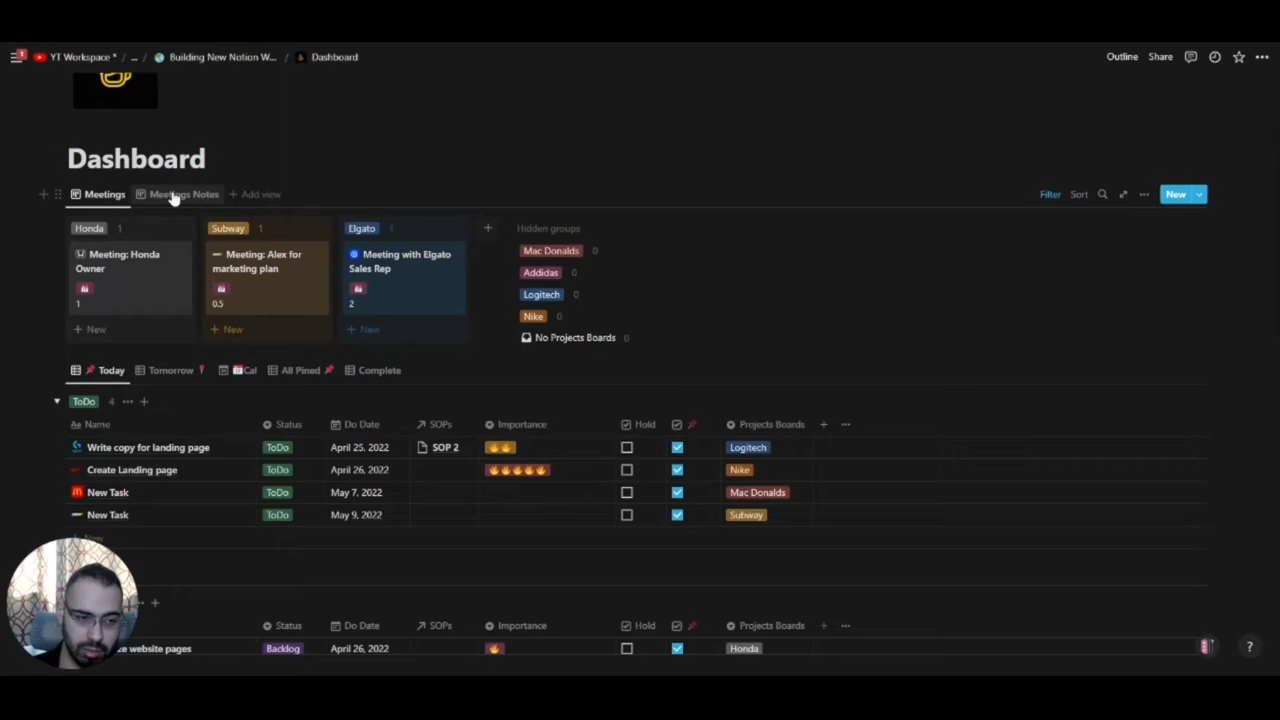 1
YT Workspace * / ... / Building New Notion W... / Dashboard
Outline Share
Dashboard
Meetings Meetings Notes + Add view
Filter Sort New
Honda 1 Subway 1 Elgato 1 + Hidden groups
Meeting: Honda Owner
1
+ New
Meeting: Alex for marketing plan
0.5
+ New
Meeting with Elgato Sales Rep
2
+ New
Mac Donalds 0
Addidas 0
Logitech 0
Nike 0
No Projects Boards 0
Today Tomorrow Cal All Pined Complete
ToDo 4 ... +
Aa Name Status Do Date SOPs Importance Hold Projects Boards + ...
Write copy for landing page ToDo April 25, 2022 SOP 2 Logitech
Create Landing page ToDo April 26, 2022 Nike
New Task ToDo May 7, 2022 Mac Donalds
New Task ToDo May 9, 2022 Subway
New
Status Do Date SOPs Importance Hold Projects Boards + ...
website pages Backlog April 26, 2022 Honda
?